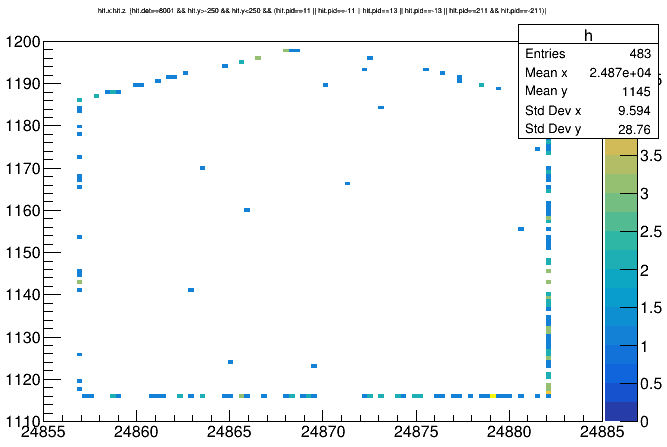 hit.x:hit.z {hit.det==8001 && hit.y>-250 && hit.y<250 && (hit.pid==11 || hit.pid==-11 || hit.pid==13 || hit.pid==-13 || hit.pid==211 && hit.pid==-211)}
h
Entries 483
Mean x 2.487e+04
Mean y 1145
Std Dev x 9.594
Std Dev y 28.76
1200
1190
1180
1170
1160
1150
1140
1130
1120
1110
24855 24860 24865 24870 24875 24880 24885
5
3.5
3
2.5
2
1.5
1
0.5
0